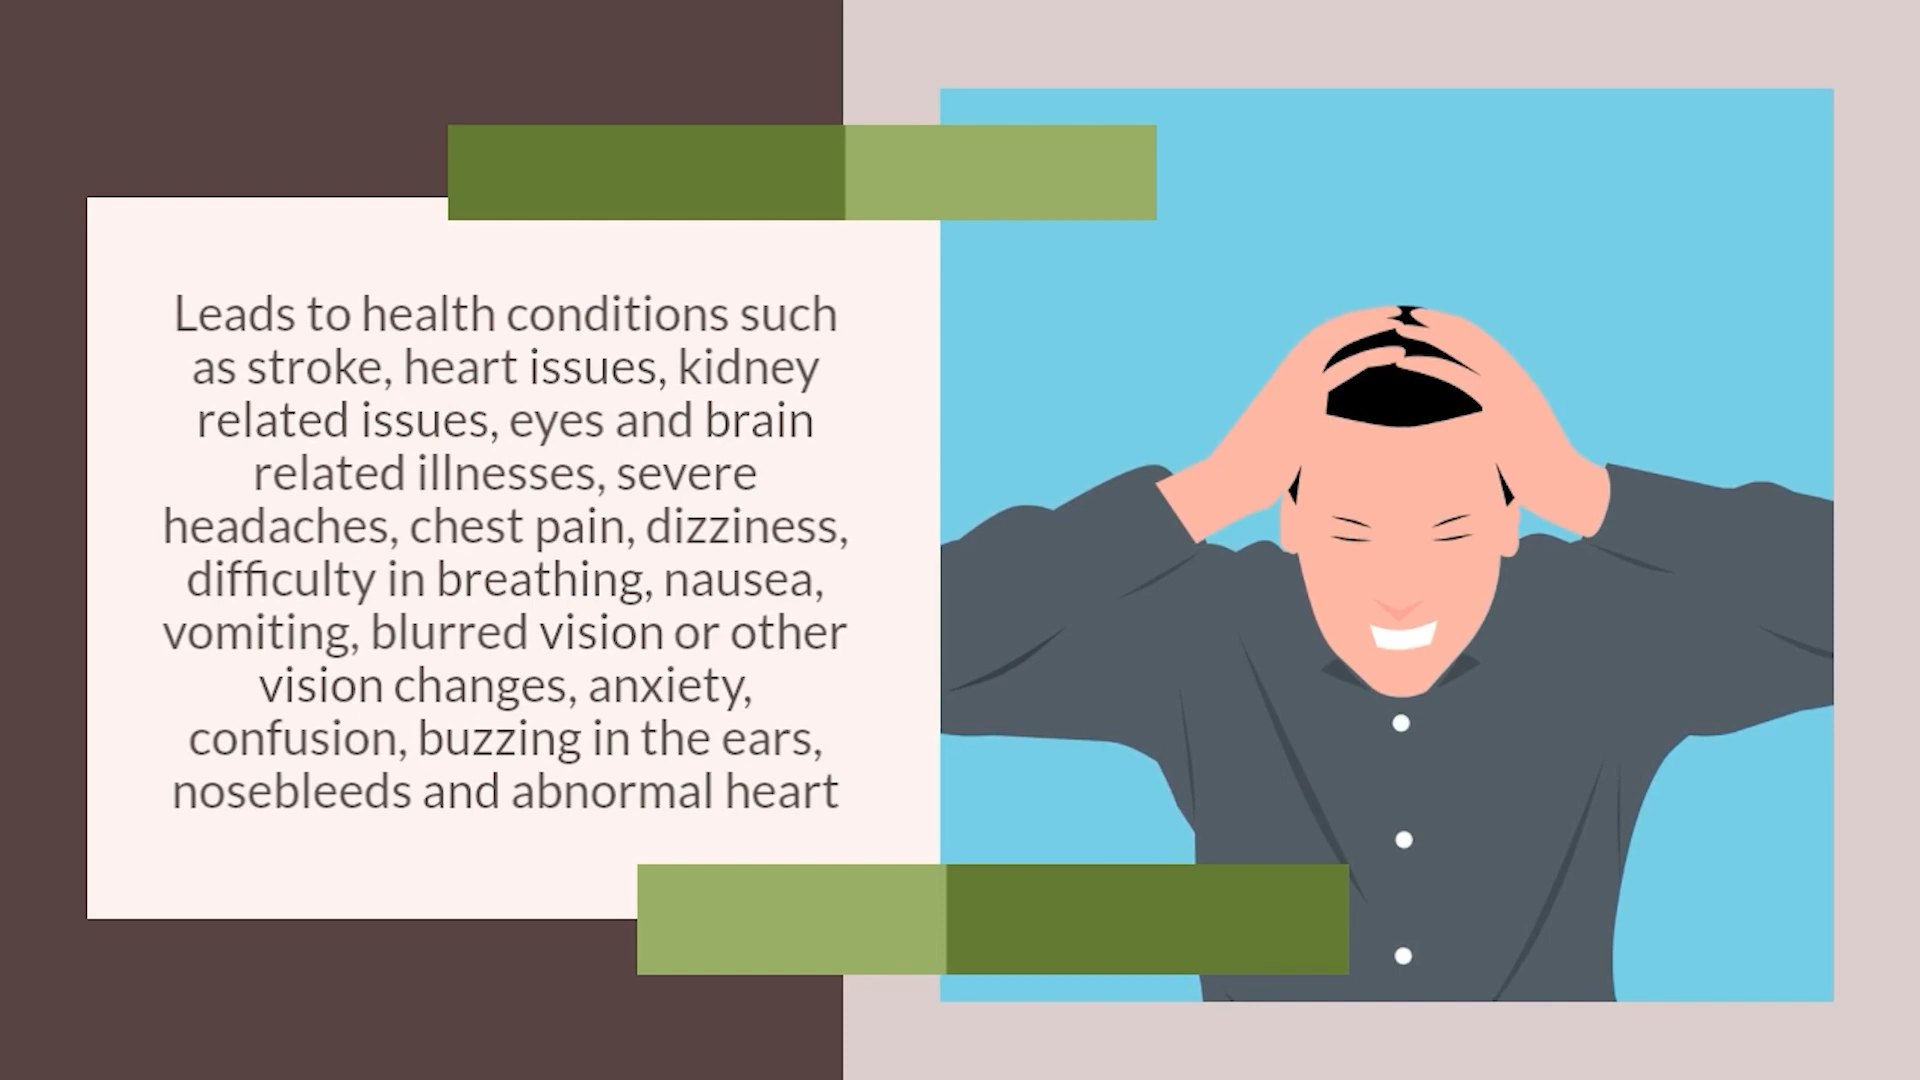 Leads to health conditions such
as stroke, heart issues, kidney
related issues, eyes and brain
related illnesses, severe
headaches, chest pain, dizziness,
difficulty in breathing, nausea,
vomiting, blurred vision or other
vision changes, anxiety,
confusion, buzzing in the ears,
nosebleeds and abnormal heart